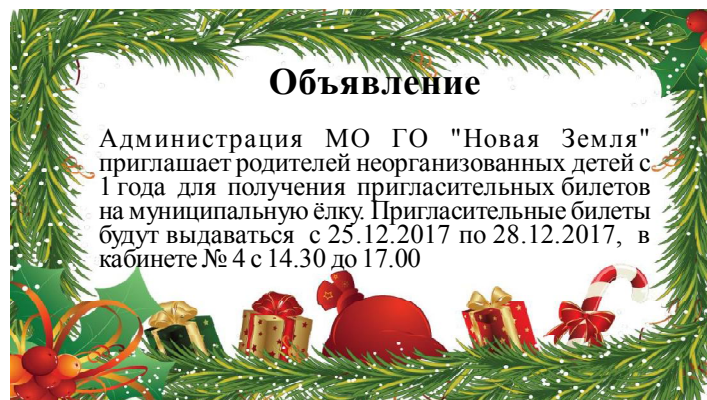 Объявление
Администрация МО ГО "Новая Земля"
приглашает родителей неорганизованных детей с
1 года для получения пригласительных билетов
на муниципальную ёлку. Пригласительные билеты
будут выдаваться с 25.12.2017 по 28.12.2017, в
кабинете № 4 с 14.30 до 17.00